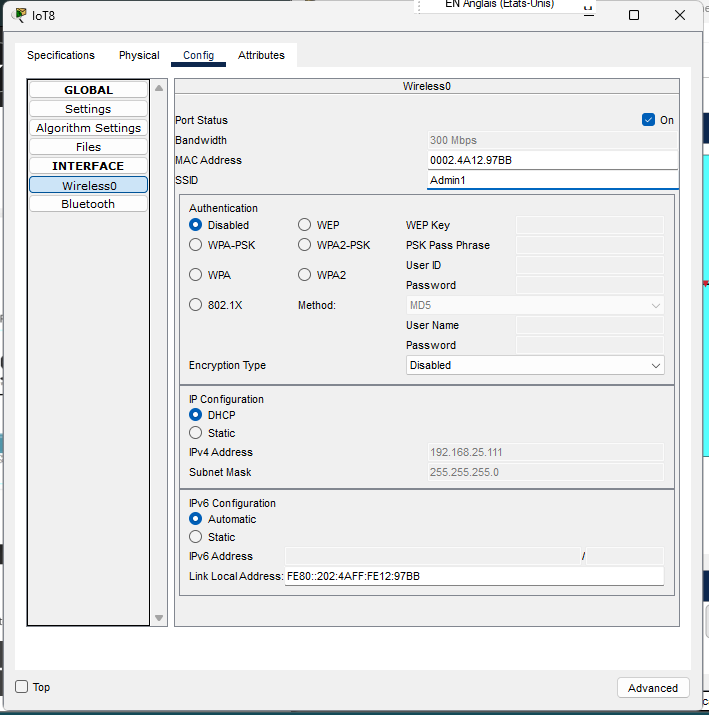 EN Anglais (États-Unis)
IoT8
Specifications Physical Config Attributes
GLOBAL
Settings
Algorithm Settings
Files
INTERFACE
Wireless0
Bluetooth
Wireless0
Port Status On
Bandwidth 300 Mbps
MAC Address 0002.4A12.97BB
SSID Admin1
Authentication
Disabled WEP WEP Key
WPA-PSK WPA2-PSK PSK Pass Phrase
User ID
WPA WPA2
Password
802.1X Method: MD5
User Name
Password
Encryption Type Disabled
IP Configuration
DHCP
Static
IPv4 Address 192.168.25.111
Subnet Mask 255.255.255.0
IPv6 Configuration
Automatic
Static
IPv6 Address /
Link Local Address: FE80::202:4AFF:FE12:97BB
Top Advanced